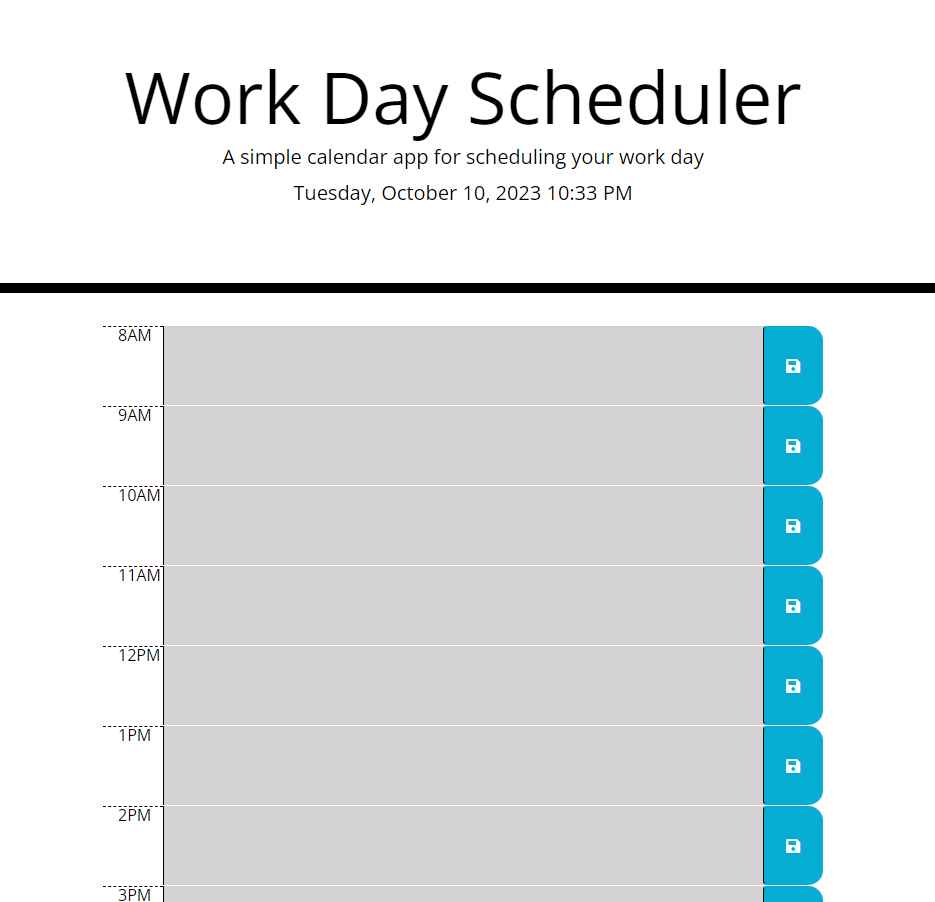 Work Day Scheduler
A simple calendar app for scheduling your work day
Tuesday, October 10, 2023 10:33 PM
8AM
9AM
10AM
11AM
12PM
1PM
2PM
3PM